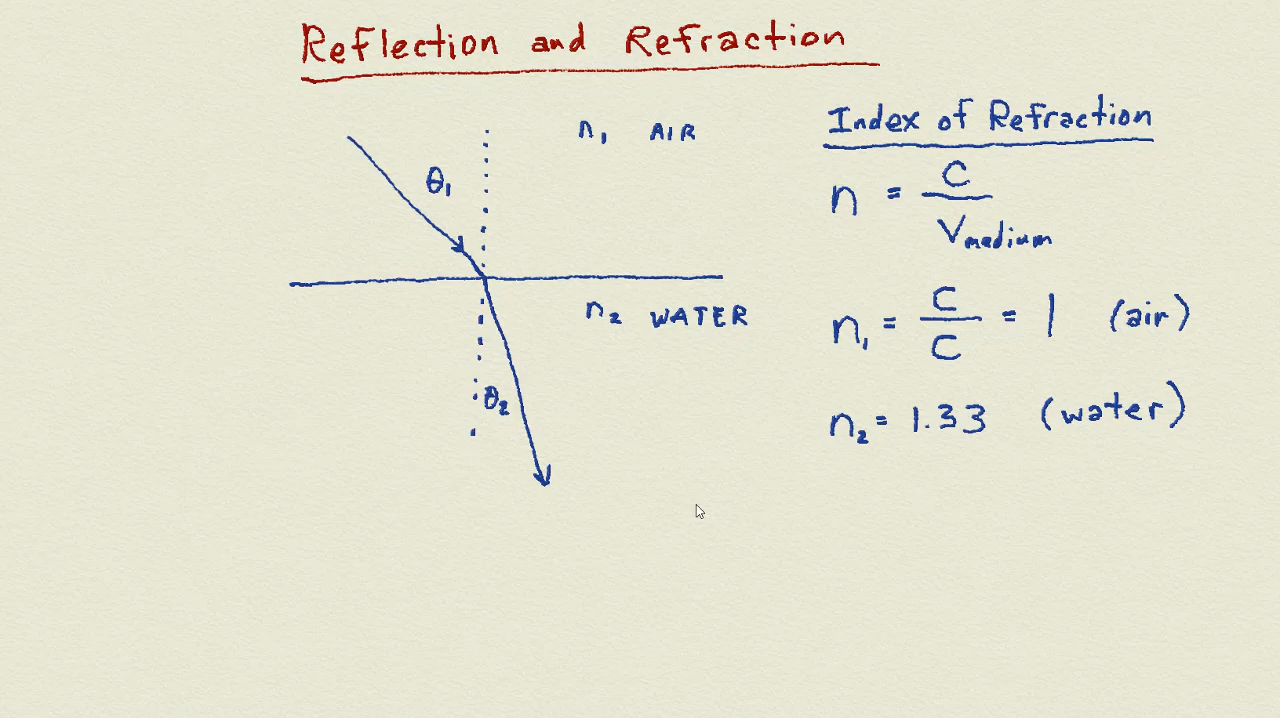 Reflection and Refraction
n₁ AIR
θ₁
n₂ WATER
θ₂
Index of Refraction
n = C / Vmedium
n₁ = C / C = 1 (air)
n₂ = 1.33 (water)